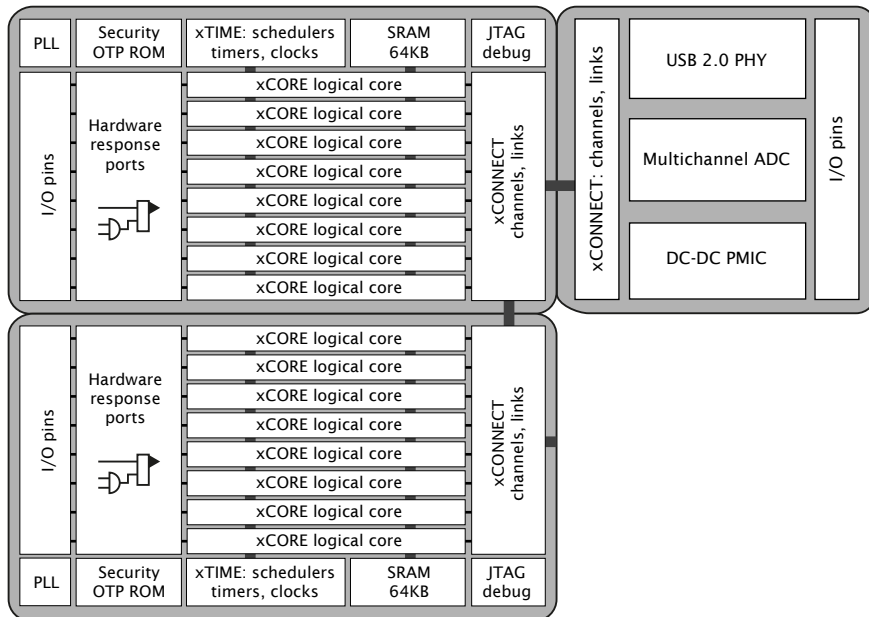 PLL
Security
OTP ROM
xTIME: schedulers
timers, clocks
SRAM
64KB
JTAG
debug
I/O pins
Hardware
response
ports
xCORE logical core
xCORE logical core
xCORE logical core
xCORE logical core
xCORE logical core
xCORE logical core
xCORE logical core
xCORE logical core
xCONNECT
channels, links
xCONNECT: channels, links
USB 2.0 PHY
Multichannel ADC
DC-DC PMIC
I/O pins
I/O pins
Hardware
response
ports
xCORE logical core
xCORE logical core
xCORE logical core
xCORE logical core
xCORE logical core
xCORE logical core
xCORE logical core
xCORE logical core
xCONNECT
channels, links
PLL
Security
OTP ROM
xTIME: schedulers
timers, clocks
SRAM
64KB
JTAG
debug